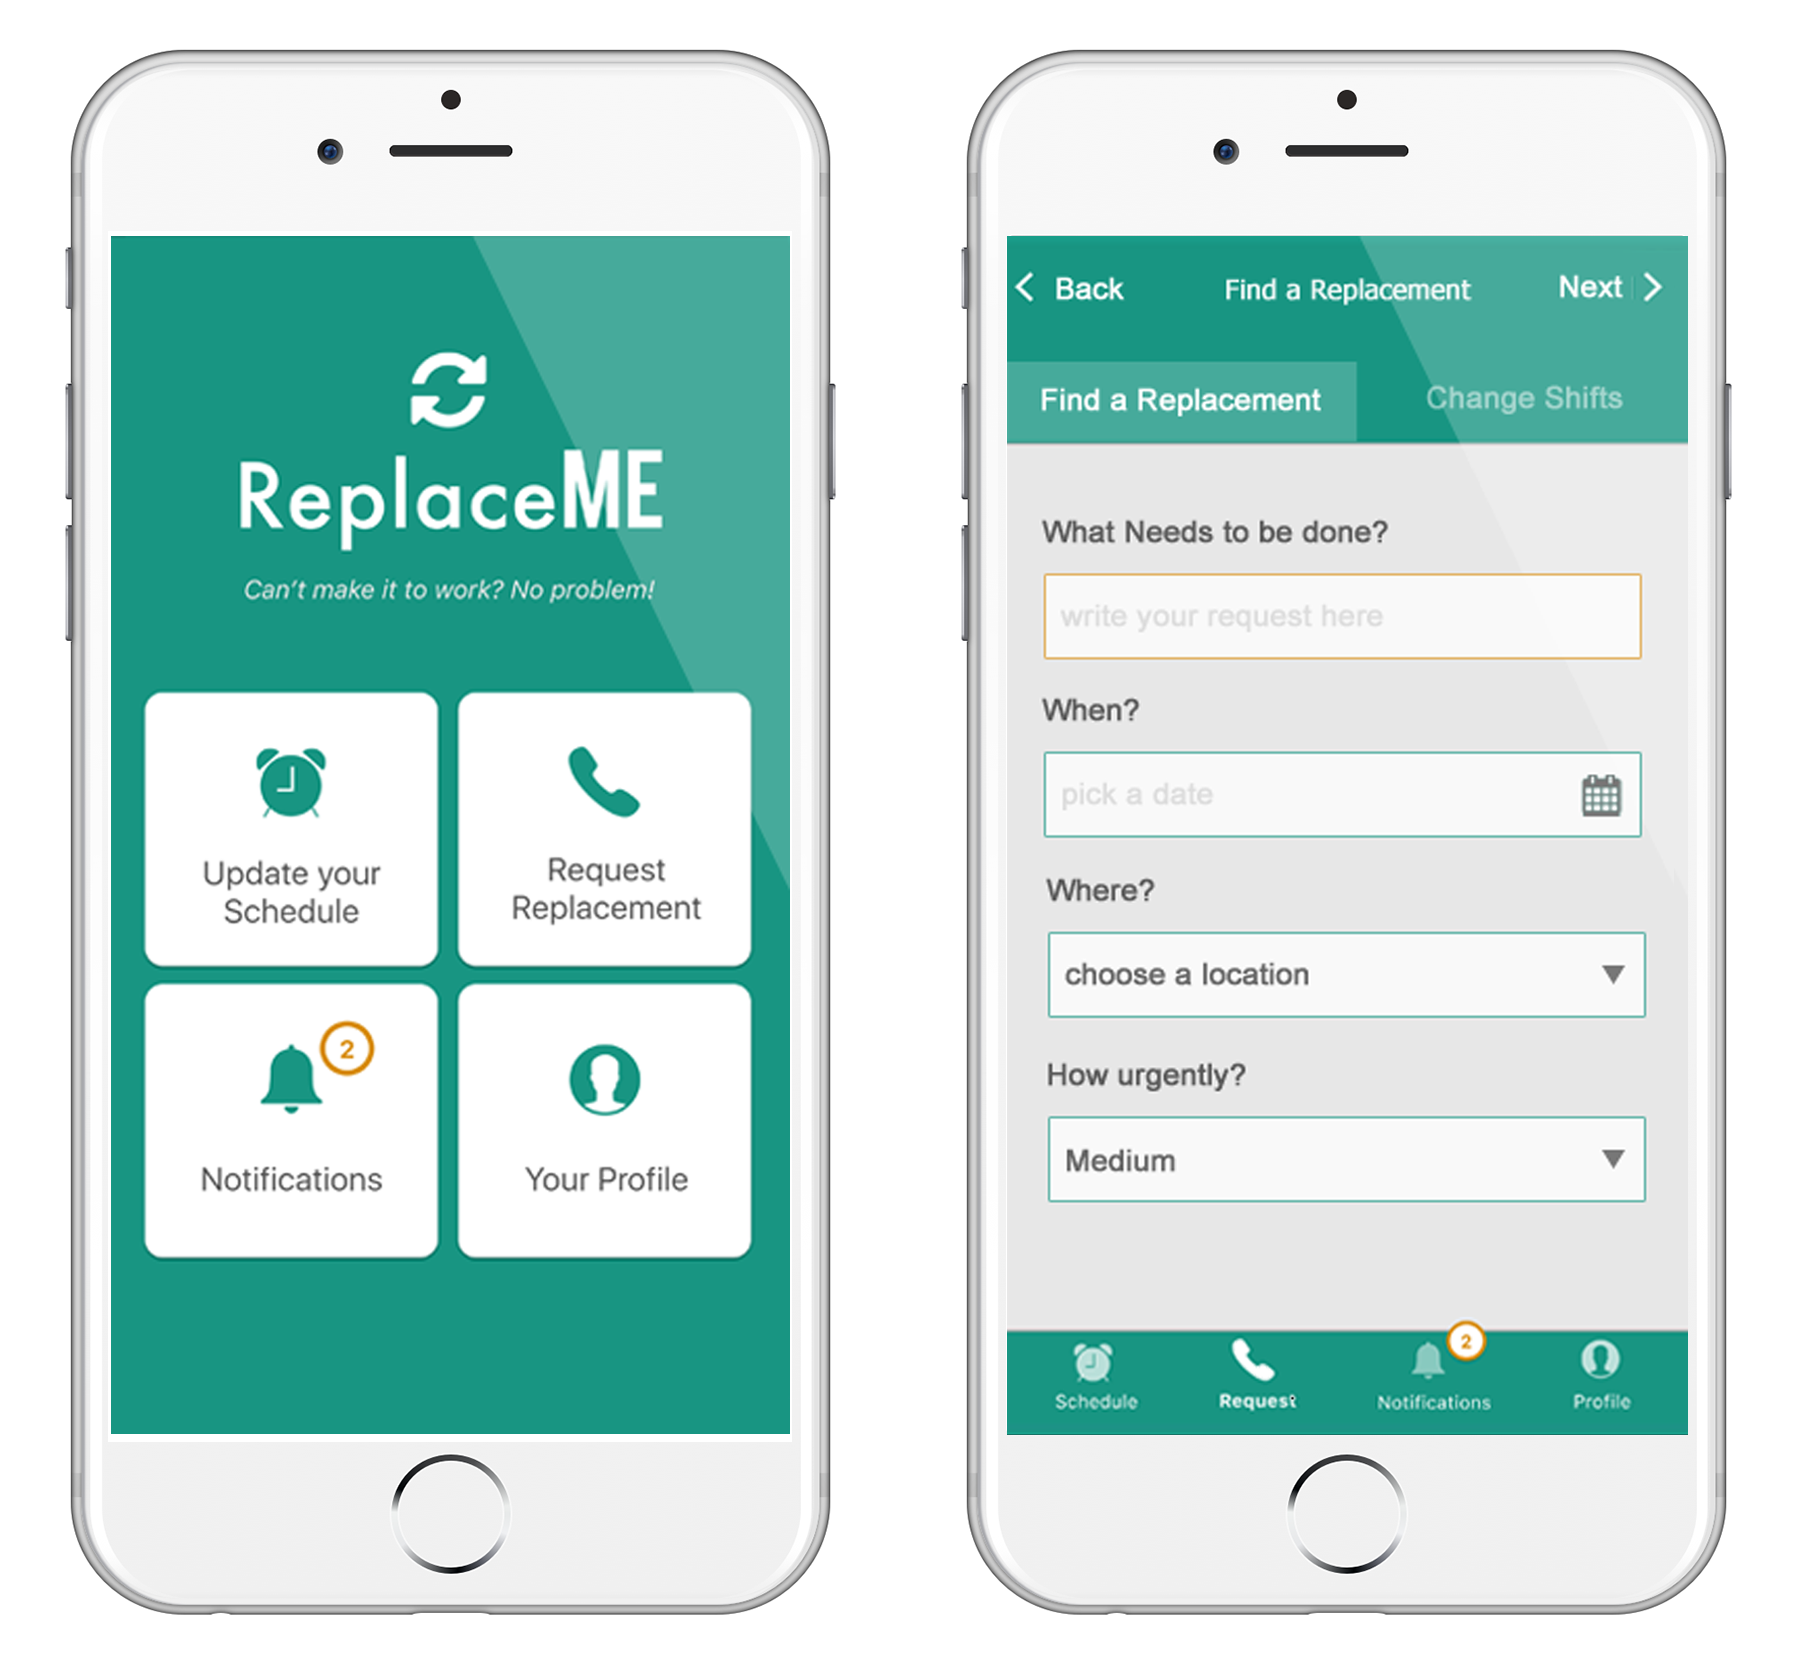 ReplaceME
Can't make it to work? No problem!
Update your
Schedule
Request
Replacement
2
Notifications
Your Profile
Back
Find a Replacement
Next
Find a Replacement
Change Shifts
What Needs to be done?
write your request here
When?
pick a date
Where?
choose a location
How urgently?
Medium
Schedule
Request
2
Notifications
Profile